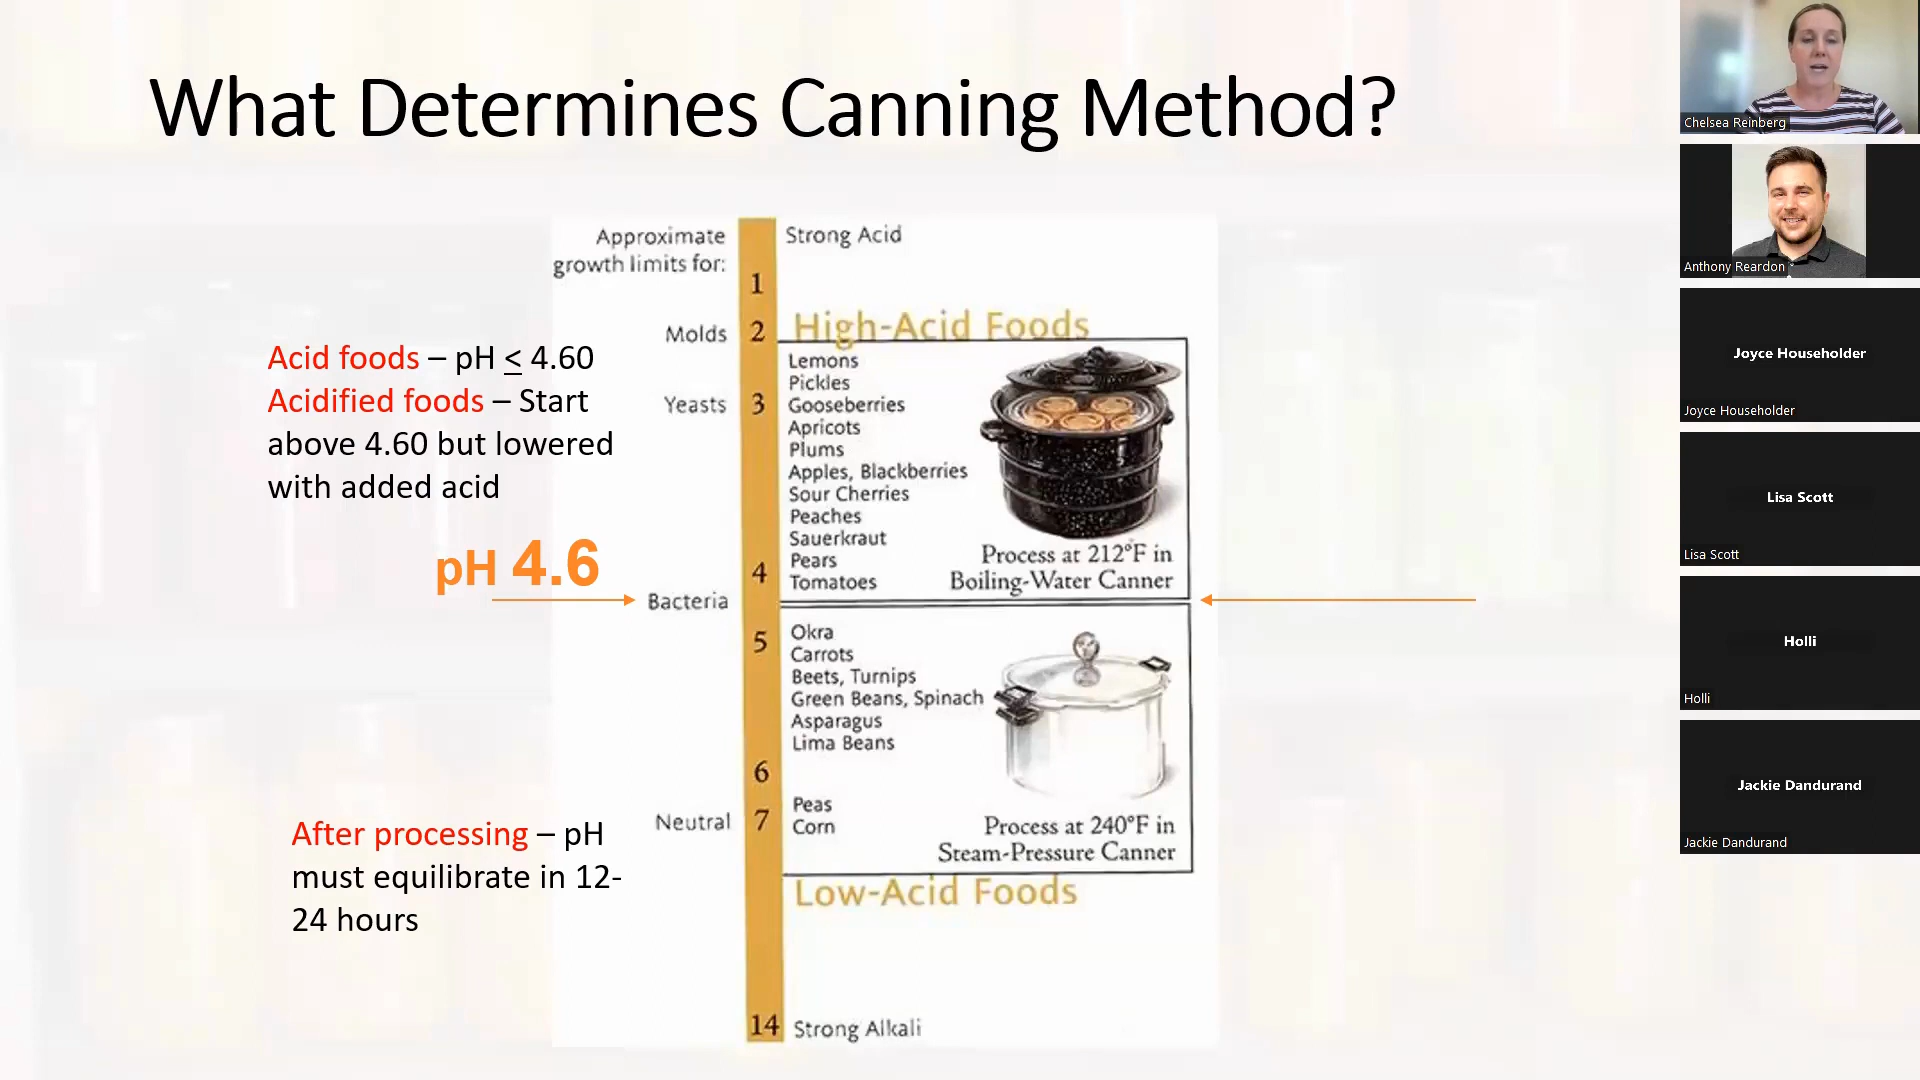 What Determines Canning Method?
Approximate
growth limits for:
Strong Acid
1
Molds
2
High-Acid Foods
Acid foods – pH ≤ 4.60
Acidified foods – Start
above 4.60 but lowered
with added acid
Yeasts
3
Lemons
Pickles
Gooseberries
Apricots
Plums
Apples, Blackberries
Sour Cherries
Peaches
Sauerkraut
Pears
Tomatoes
Process at 212°F in
Boiling-Water Canner
pH 4.6
4
Bacteria
5
Okra
Carrots
Beets, Turnips
Green Beans, Spinach
Asparagus
Lima Beans
6
Neutral
7
Peas
Corn
Process at 240°F in
Steam-Pressure Canner
Low-Acid Foods
After processing – pH
must equilibrate in 12-
24 hours
14
Strong Alkali
Chelsea Reinberg
Anthony Reardon
Joyce Householder
Joyce Householder
Lisa Scott
Lisa Scott
Holli
Holli
Jackie Dandurand
Jackie Dandurand